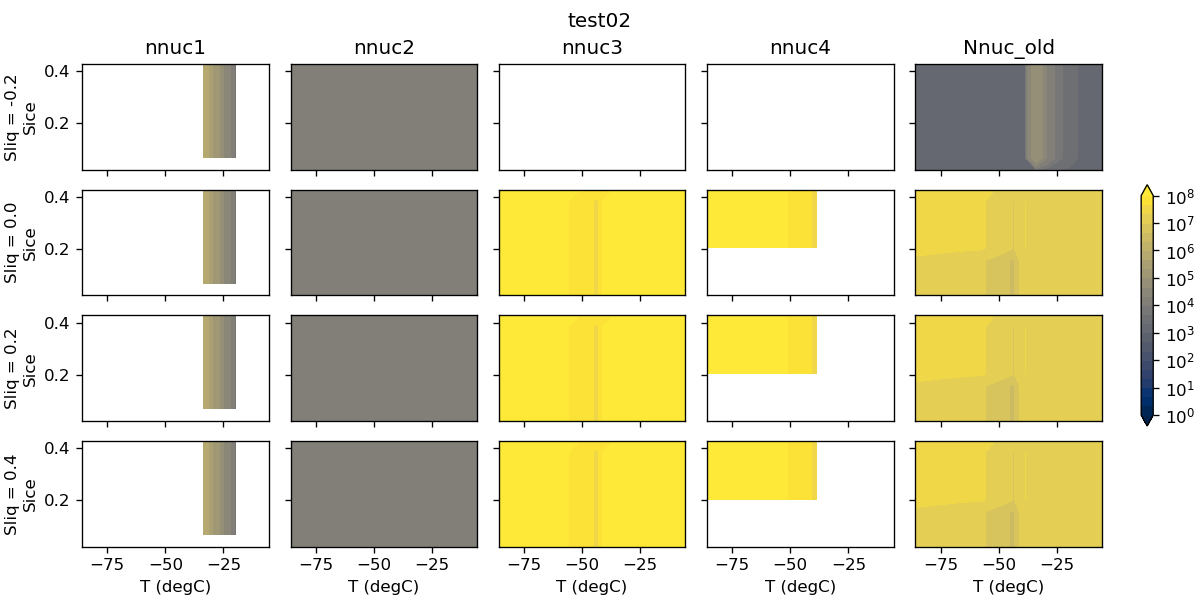 test02
nnuc1 nnuc2 nnuc3 nnuc4 Nnuc_old
Sliq = -0.2
Sice
0.4
0.2
Sliq = 0.0
Sice
0.4
0.2
Sliq = 0.2
Sice
0.4
0.2
Sliq = 0.4
Sice
0.4
0.2
−75 −50 −25 −75 −50 −25 −75 −50 −25 −75 −50 −25 −75 −50 −25
T (degC) T (degC) T (degC) T (degC) T (degC)
10⁸
10⁷
10⁶
10⁵
10⁴
10³
10²
10¹
10⁰